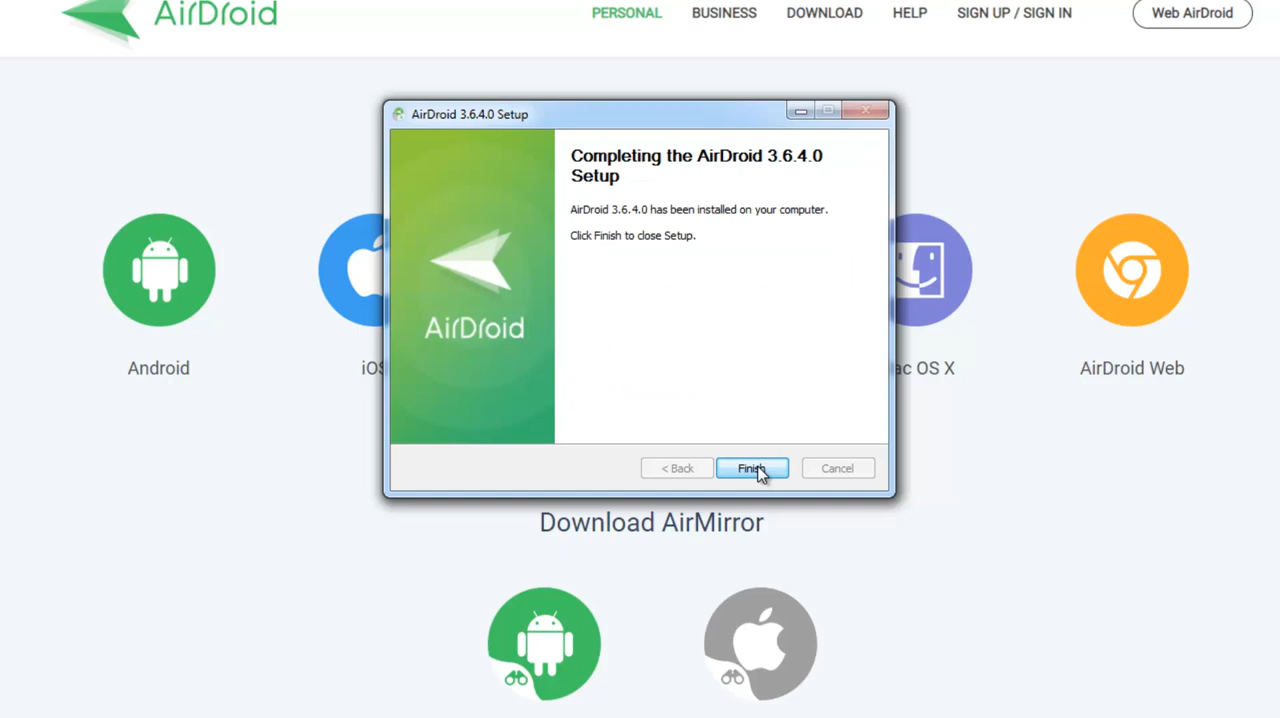 AirDroid
PERSONAL BUSINESS DOWNLOAD HELP SIGN UP / SIGN IN Web AirDroid
AirDroid 3.6.4.0 Setup
Completing the AirDroid 3.6.4.0
Setup
AirDroid 3.6.4.0 has been installed on your computer.
Click Finish to close Setup.
AirDroid
Android
iOS
ac OS X
AirDroid Web
< Back Finish Cancel
Download AirMirror